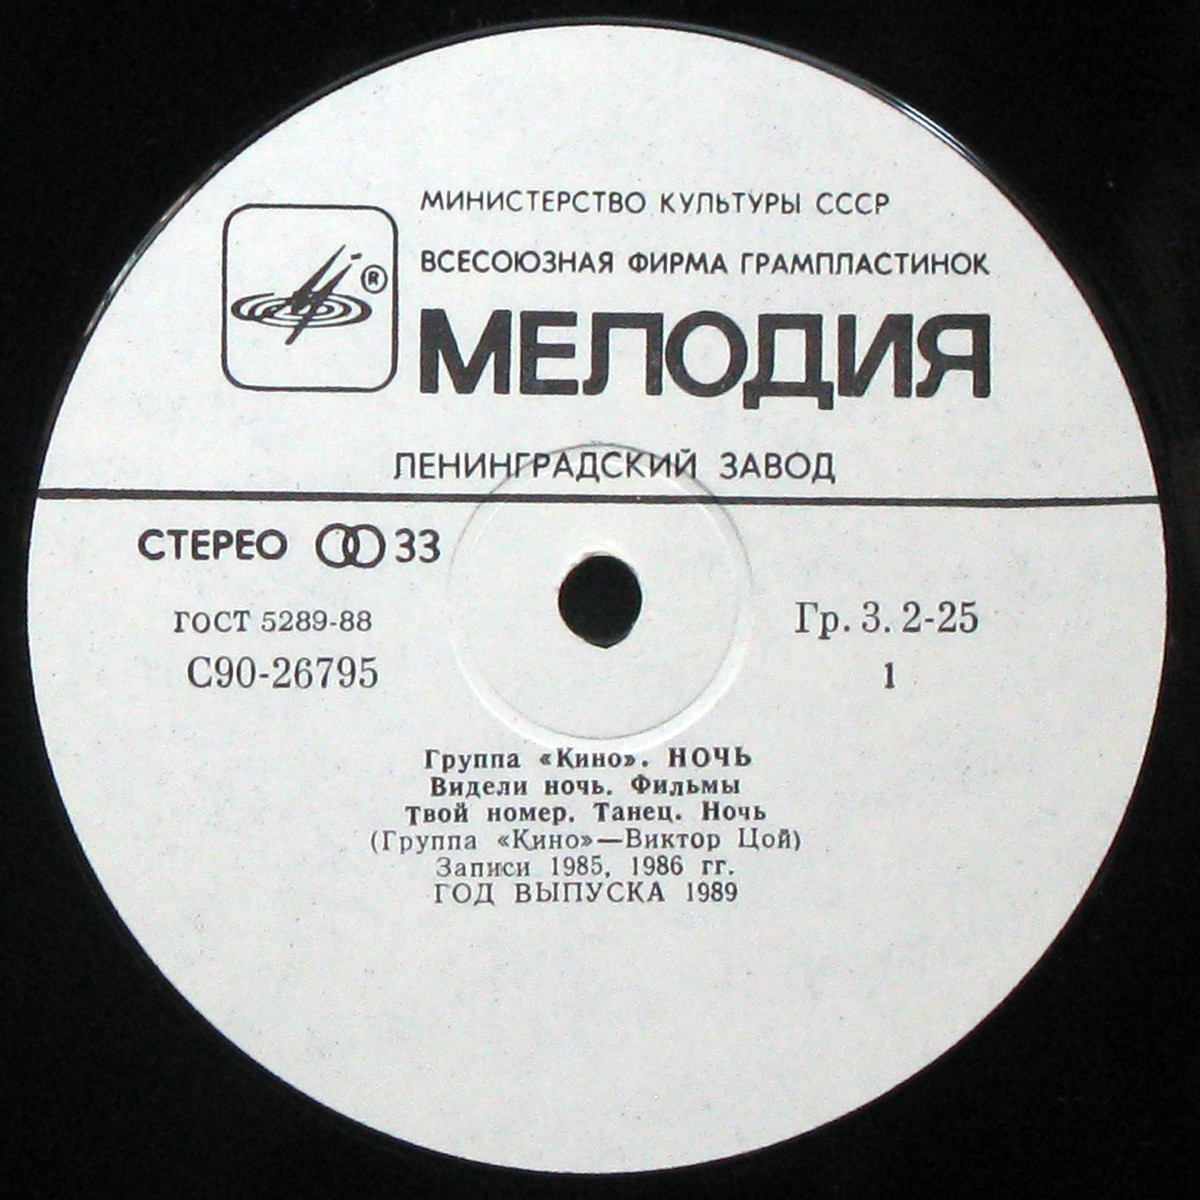 МИНИСТЕРСТВО КУЛЬТУРЫ СССР
ВСЕСОЮЗНАЯ ФИРМА ГРАМПЛАСТИНОК
®
МЕЛОДИЯ
ЛЕНИНГРАДСКИЙ ЗАВОД
СТЕРЕО 33
ГОСТ 5289-88
Гр. 3. 2-25
С90-26795
1
Группа «Кино». НОЧЬ
Видели ночь. Фильмы
Твой номер. Танец. Ночь
(Группа «Кино»—Виктор Цой)
Записи 1985, 1986 гг.
ГОД ВЫПУСКА 1989